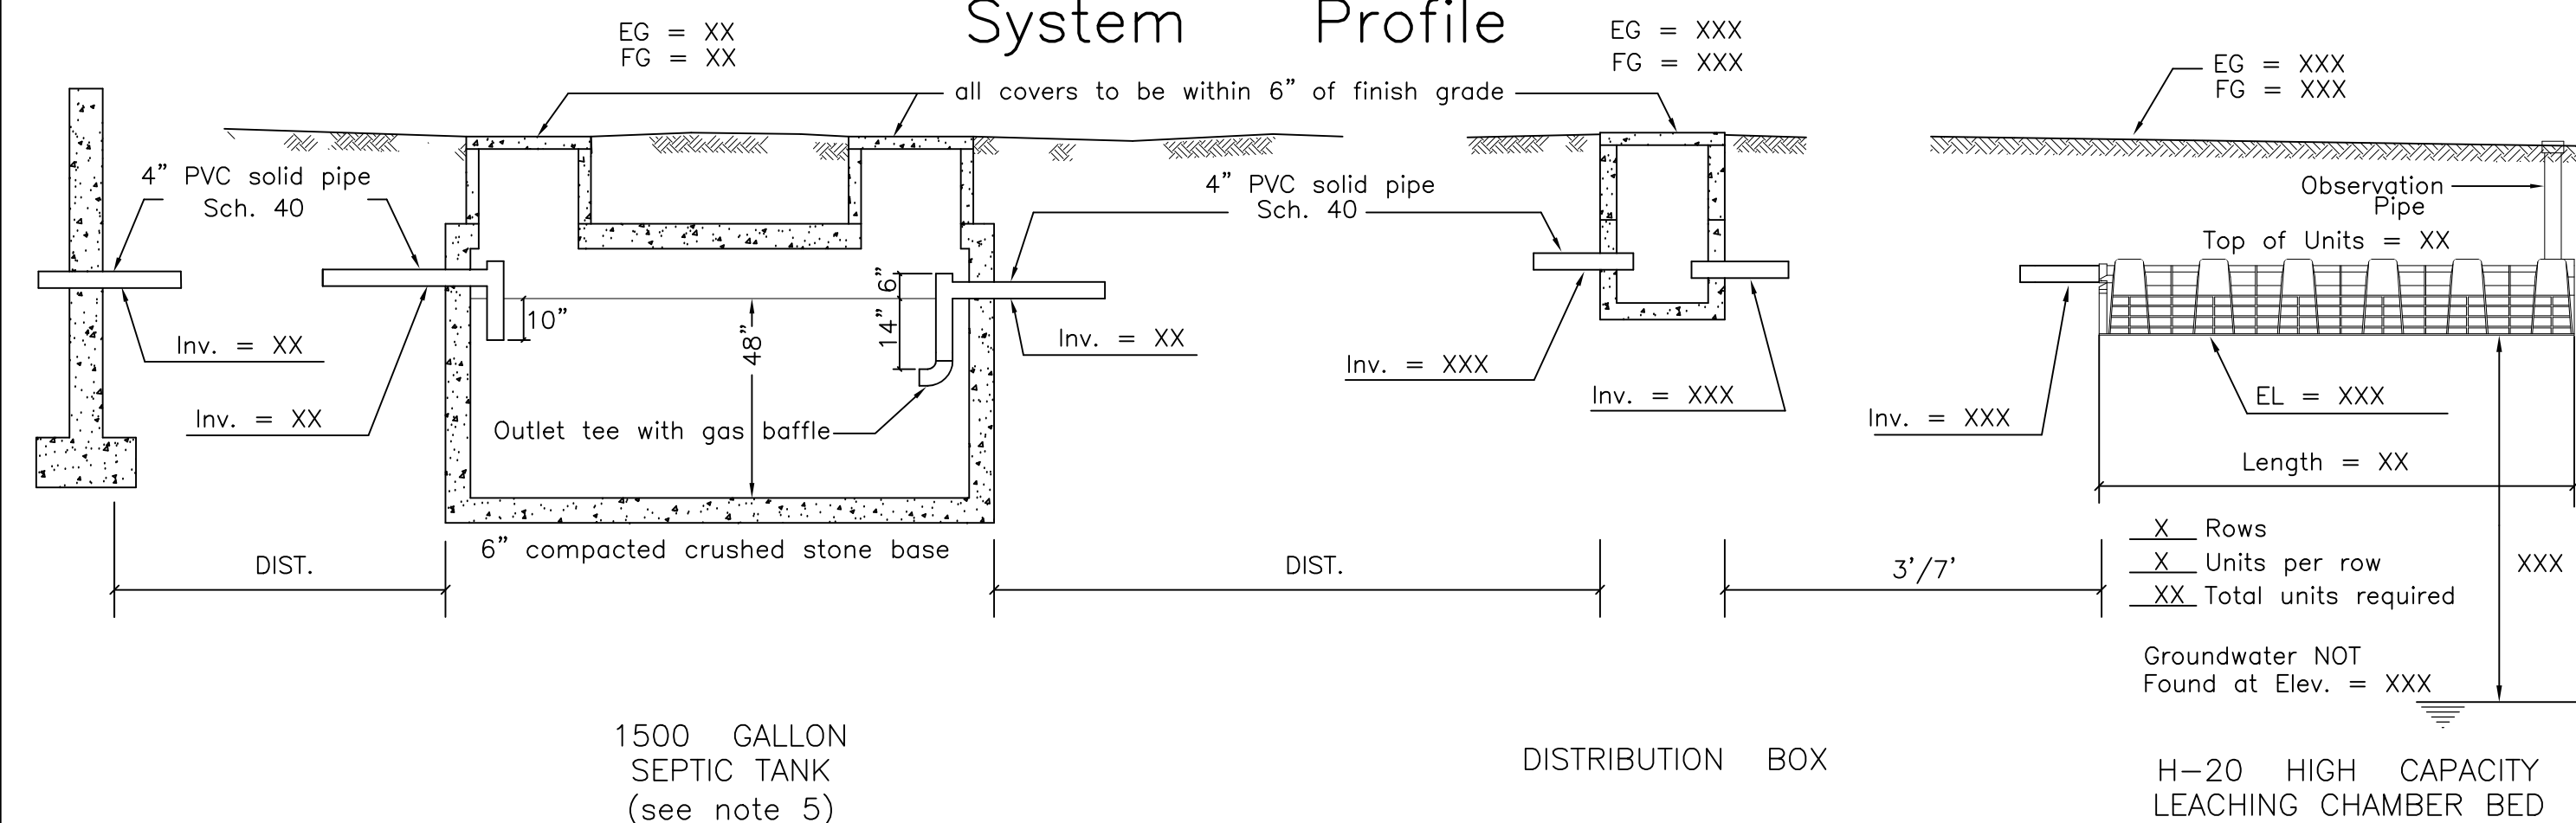 System Profile
EG = XX
FG = XX
EG = XXX
FG = XXX
EG = XXX
FG = XXX
all covers to be within 6” of finish grade
4” PVC solid pipe
Sch. 40
4” PVC solid pipe
Sch. 40
Observation
Pipe
Top of Units = XX
10”
6”
14”
48”
Inv. = XX
Inv. = XX
Inv. = XX
Inv. = XXX
Inv. = XXX
Inv. = XXX
EL = XXX
Outlet tee with gas baffle
Length = XX
6” compacted crushed stone base
DIST.
DIST.
3’/7’
X Rows
X Units per row
XX Total units required
XXX
Groundwater NOT
Found at Elev. = XXX
1500 GALLON
SEPTIC TANK
(see note 5)
DISTRIBUTION BOX
H-20 HIGH CAPACITY
LEACHING CHAMBER BED